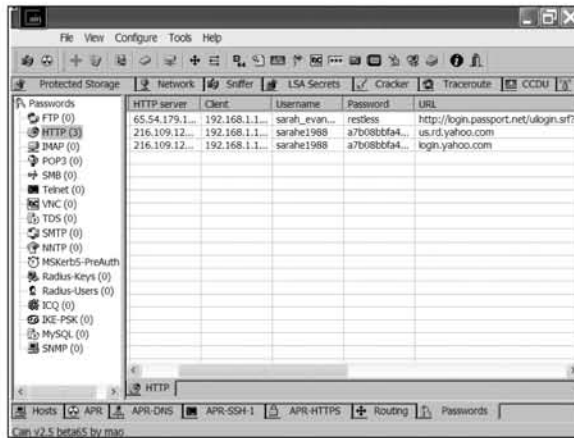 File View Configure Tools Help
Protected Storage Network Sniffer LSA Secrets Cracker Traceroute CCDU
Passwords
FTP (0)
HTTP (3)
IMAP (0)
POP3 (0)
SMB (0)
Telnet (0)
VNC (0)
TDS (0)
SMTP (0)
NNTP (0)
MSKerb5-PreAuth
Radius-Keys (0)
Radius-Users (0)
ICQ (0)
IKE-PSK (0)
MySQL (0)
SNMP (0)
HTTP server Client Username Password URL
65.54.179.1... 192.168.1.1... sarah_evan... restless http://login.passport.net/uilogin.srf?
216.109.12... 192.168.1.1... sarahe1988 a7b08bbfa4... us.rd.yahoo.com
216.109.12... 192.168.1.1... sarahe1988 a7b08bbfa4... login.yahoo.com
HTTP
Hosts APR APR-DNS APR-SSH-1 APR-HTTPS Routing Passwords
Cain v2.5 beta65 by mao